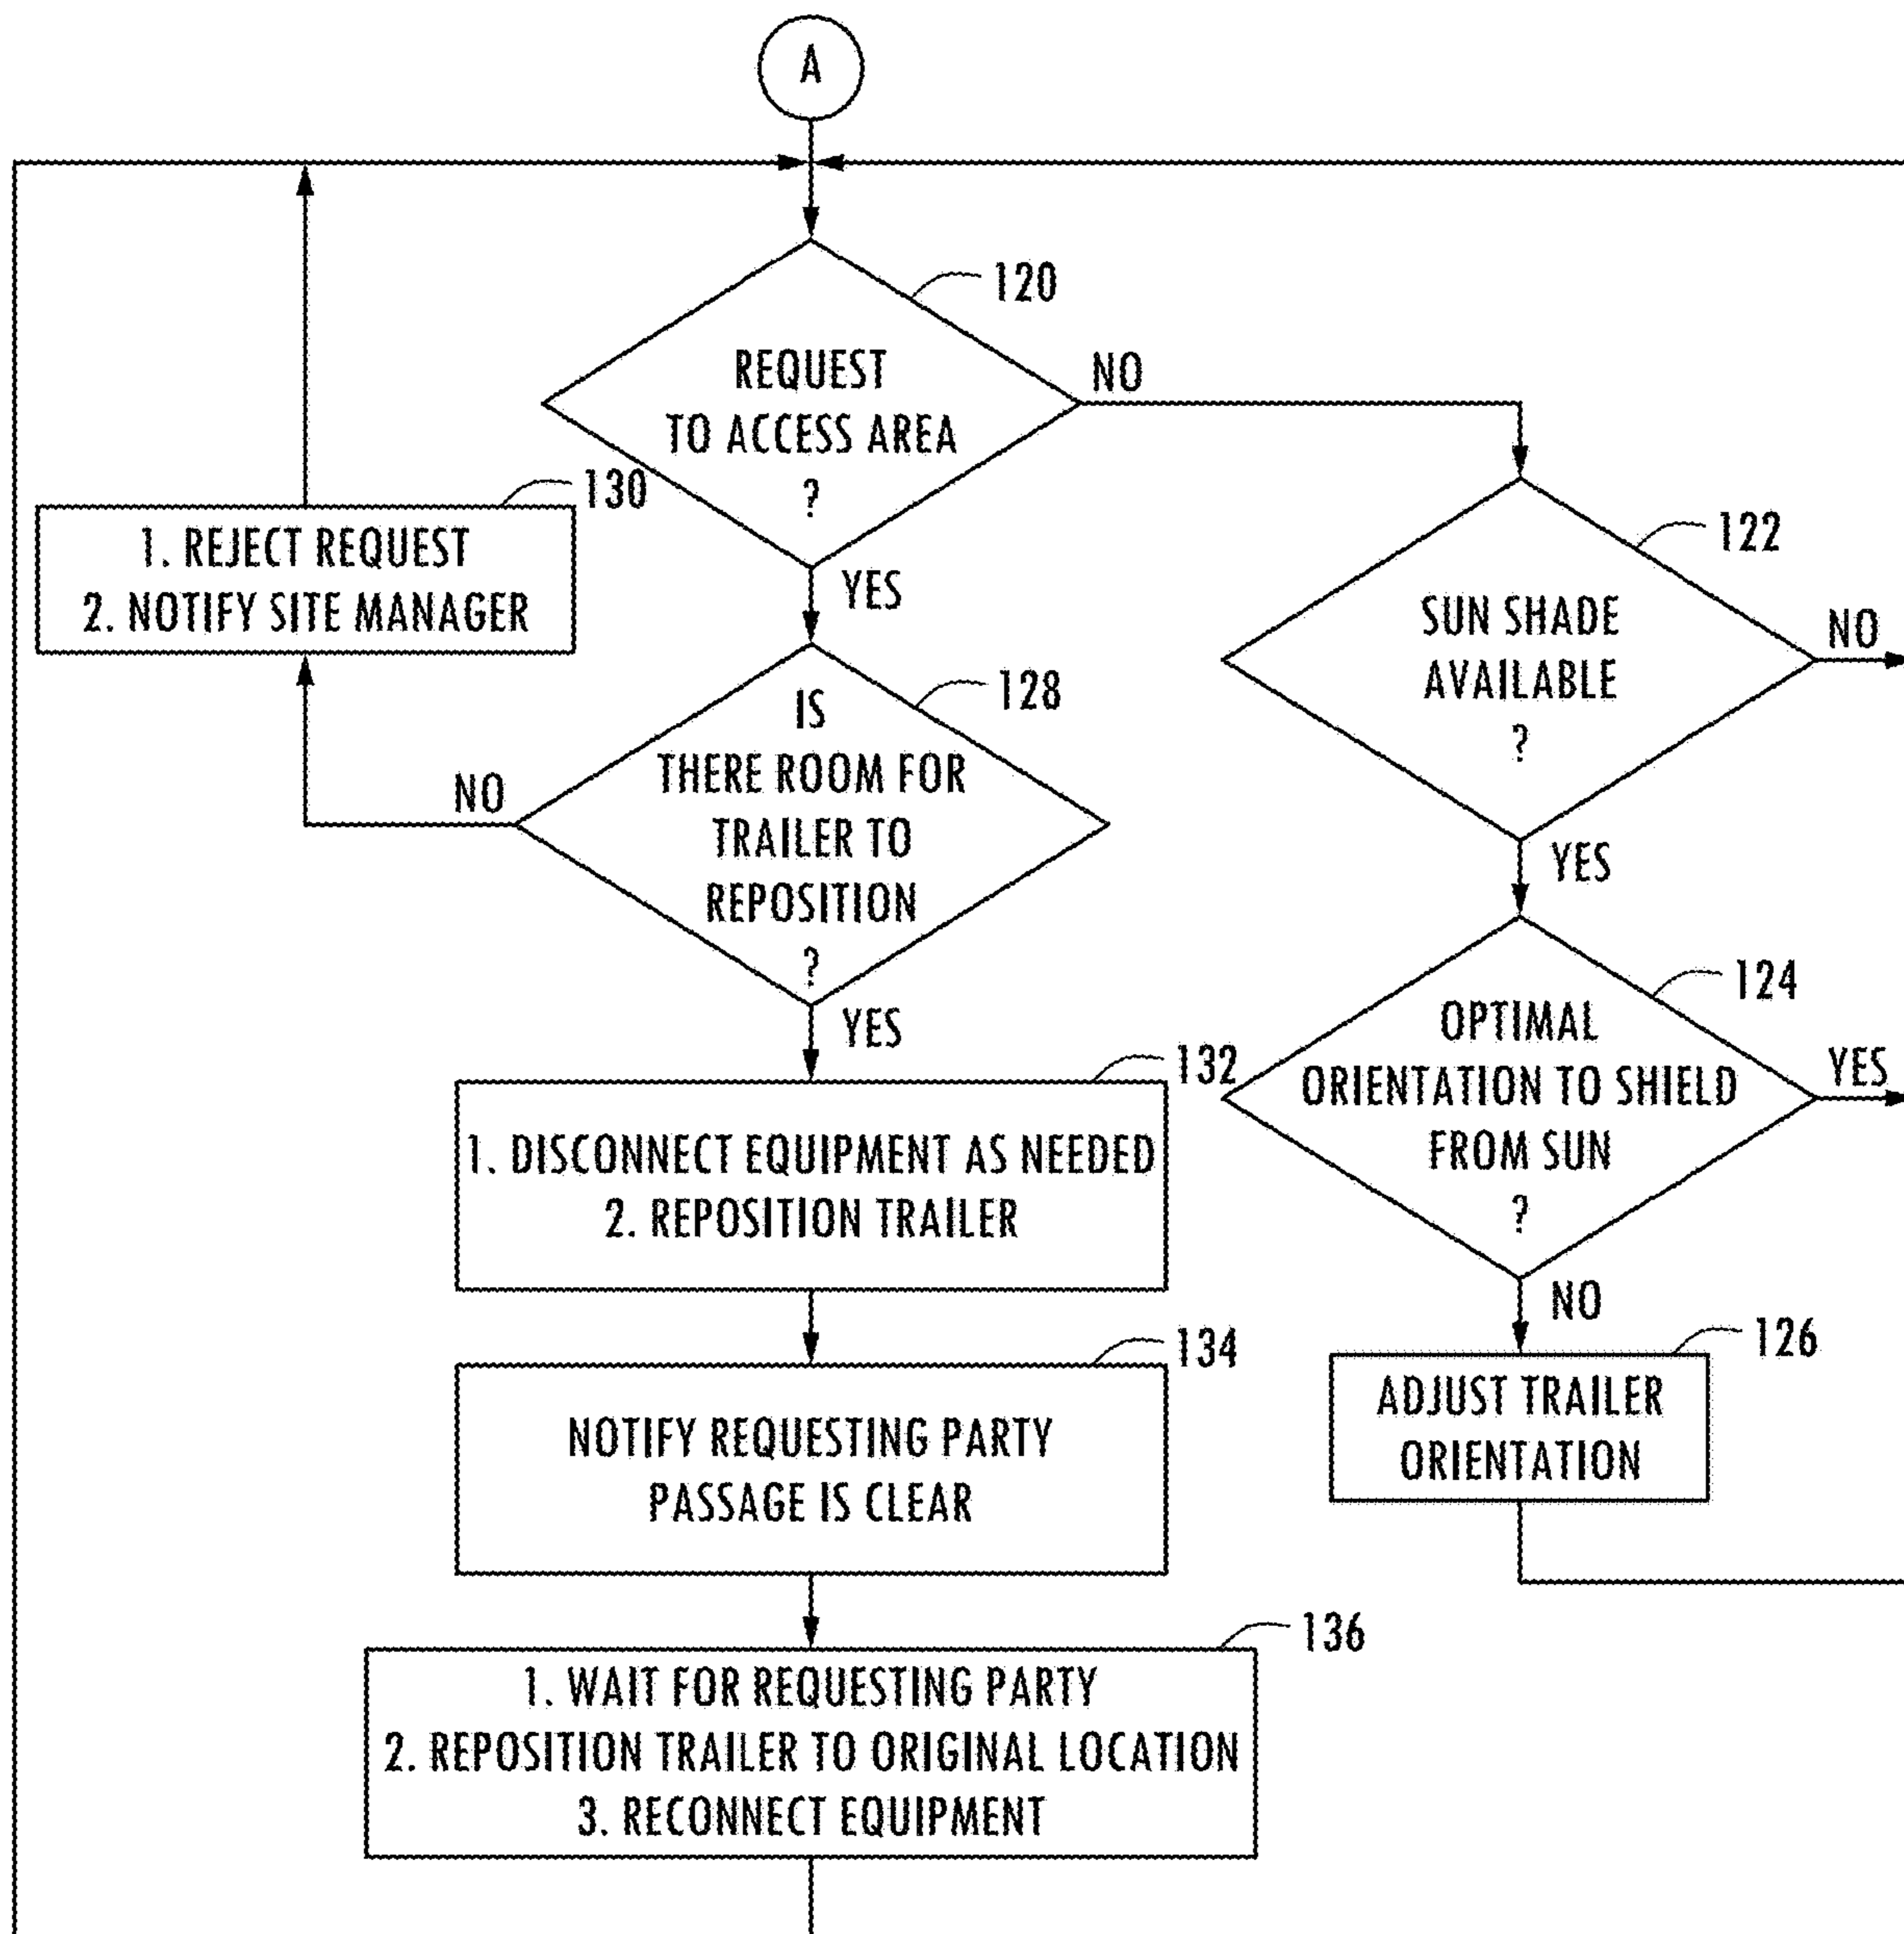 A
120
REQUEST
TO ACCESS AREA
?
NO
YES
130
1. REJECT REQUEST
2. NOTIFY SITE MANAGER
122
SUN SHADE
AVAILABLE
?
NO
YES
128
IS
THERE ROOM FOR
TRAILER TO
REPOSITION
?
NO
YES
124
OPTIMAL
ORIENTATION TO SHIELD
FROM SUN
?
YES
NO
132
1. DISCONNECT EQUIPMENT AS NEEDED
2. REPOSITION TRAILER
126
ADJUST TRAILER
ORIENTATION
134
NOTIFY REQUESTING PARTY
PASSAGE IS CLEAR
136
1. WAIT FOR REQUESTING PARTY
2. REPOSITION TRAILER TO ORIGINAL LOCATION
3. RECONNECT EQUIPMENT